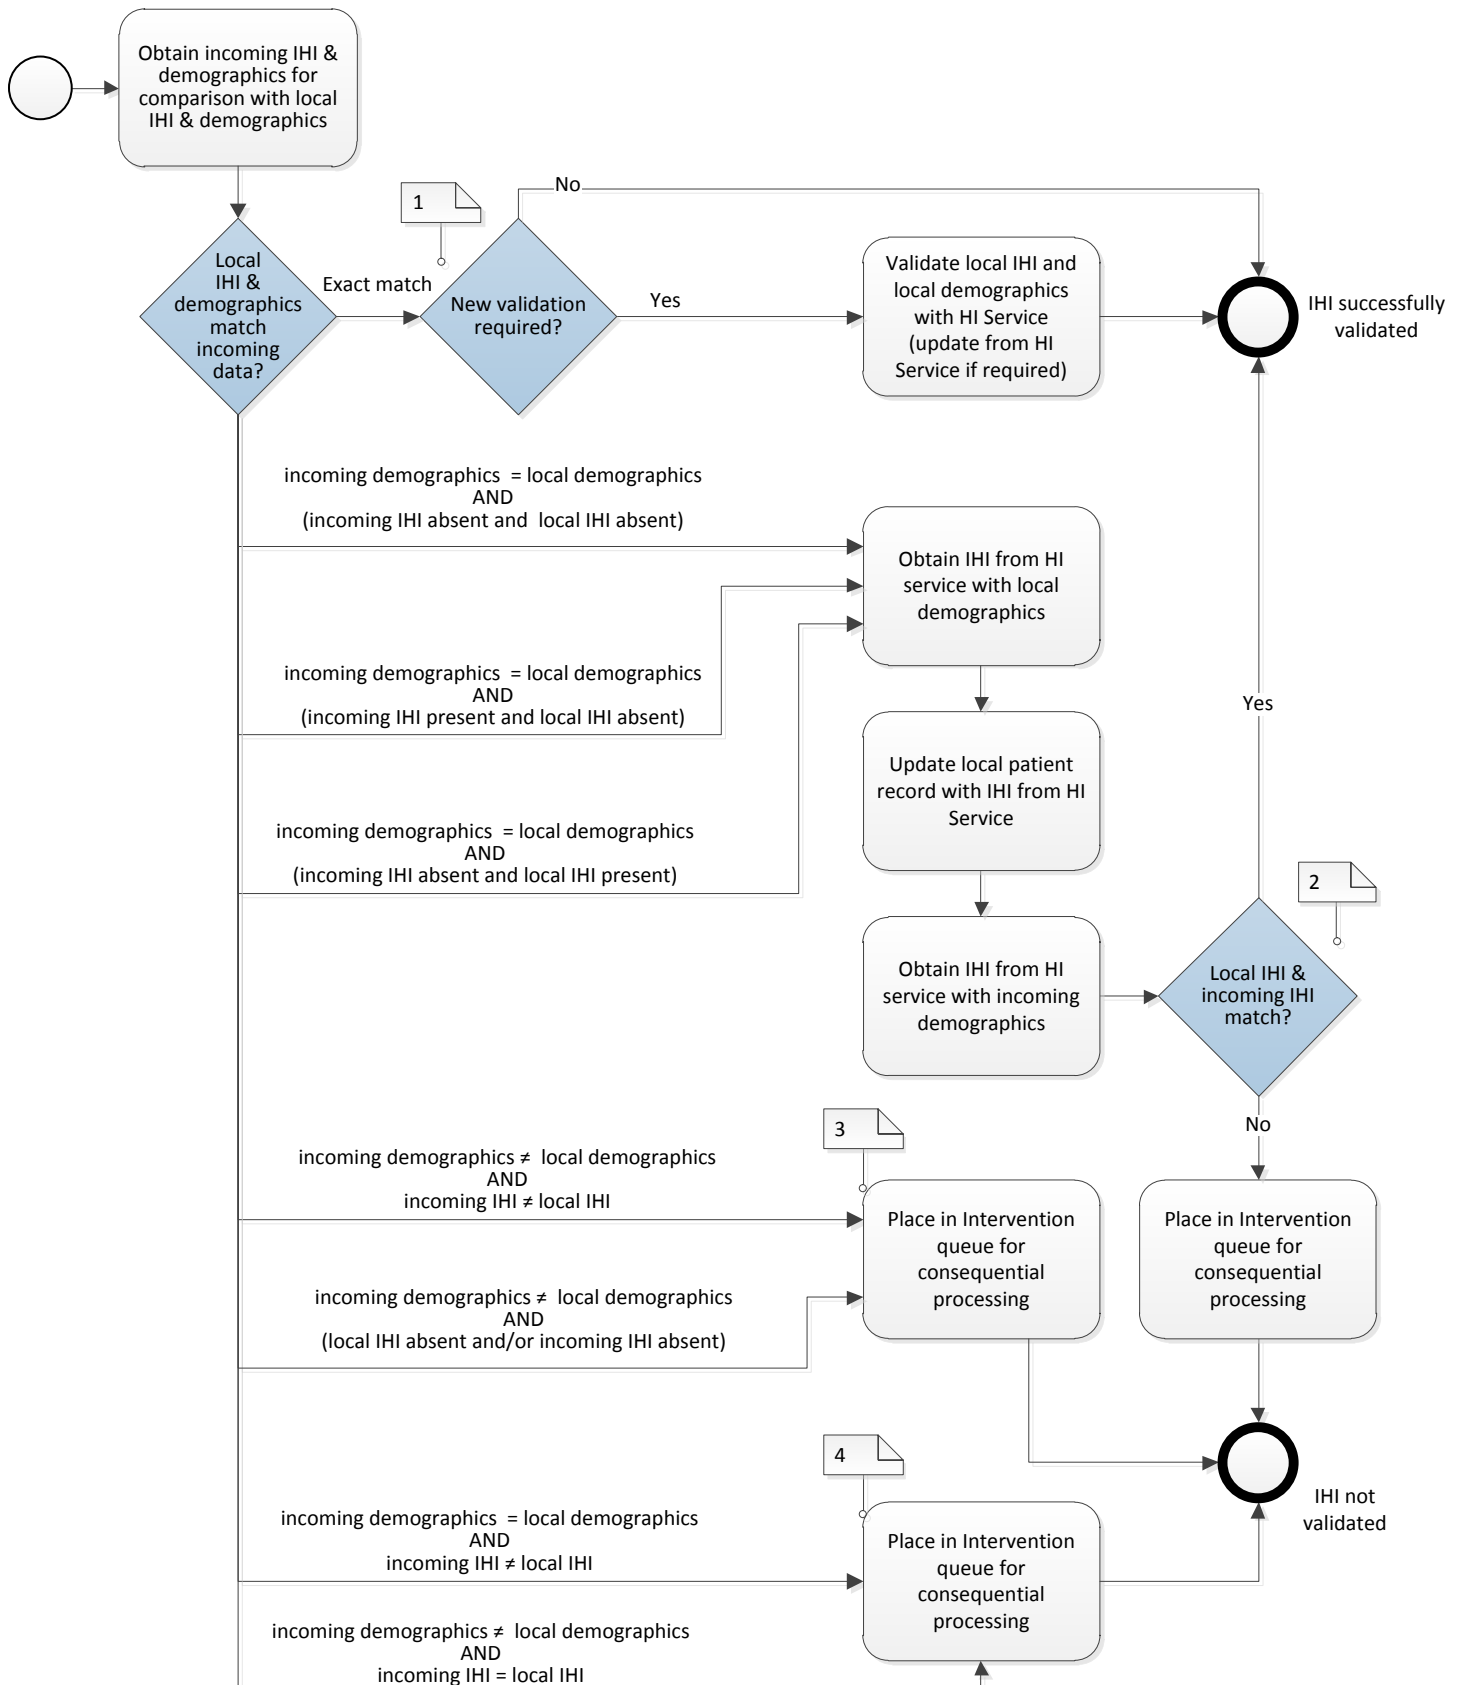 Obtain incoming IHI &
demographics for
comparison with local
IHI & demographics
No
1
Local
IHI &
demographics
match
incoming
data?
Exact match
New validation
required?
Yes
Validate local IHI and
local demographics
with HI Service
(update from HI
Service if required)
IHI successfully
validated
incoming demographics = local demographics
AND
(incoming IHI absent and local IHI absent)
Obtain IHI from HI
service with local
demographics
incoming demographics = local demographics
AND
(incoming IHI present and local IHI absent)
Yes
Update local patient
record with IHI from HI
Service
incoming demographics = local demographics
AND
(incoming IHI absent and local IHI present)
2
Obtain IHI from HI
service with incoming
demographics
Local IHI &
incoming IHI
match?
No
3
incoming demographics ≠ local demographics
AND
incoming IHI ≠ local IHI
Place in Intervention
queue for
consequential
processing
Place in Intervention
queue for
consequential
processing
incoming demographics ≠ local demographics
AND
(local IHI absent and/or incoming IHI absent)
4
IHI not
validated
incoming demographics = local demographics
AND
incoming IHI ≠ local IHI
Place in Intervention
queue for
consequential
processing
incoming demographics ≠ local demographics
AND
incoming IHI = local IHI